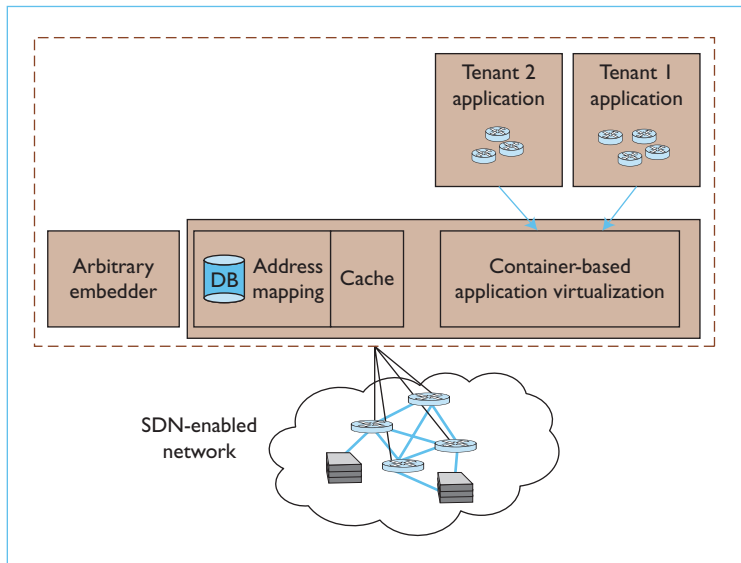 Tenant 2
application
Tenant 1
application
Arbitrary
embedder
DB
Address
mapping
Cache
Container-based
application virtualization
SDN-enabled
network